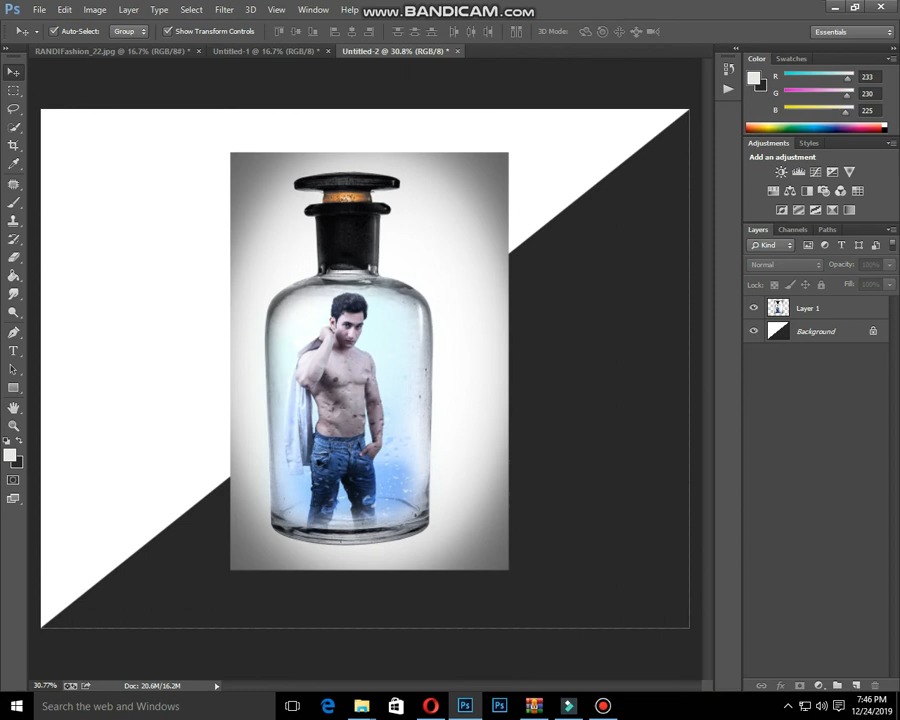 Ps File Edit Image Layer Type Select Filter 3D View Window Help www.BANDICAM.com
Auto-Select: Group Show Transform Controls 3D Mode: Essentials
RANDIFashion_22.jpg @ 16.7% (RGB/8#) * × Untitled-1 @ 16.7% (RGB/8) * × Untitled-2 @ 30.8% (RGB/8) * ×
Color Swatches
R 233
G 230
B 225
Adjustments Styles
Add an adjustment
Layers Channels Paths
Kind
Normal Opacity: 100%
Lock: Fill: 100%
Layer 1
Background
30.77% Doc: 20.6M/16.2M
Search the web and Windows
7:46 PM
12/24/2019